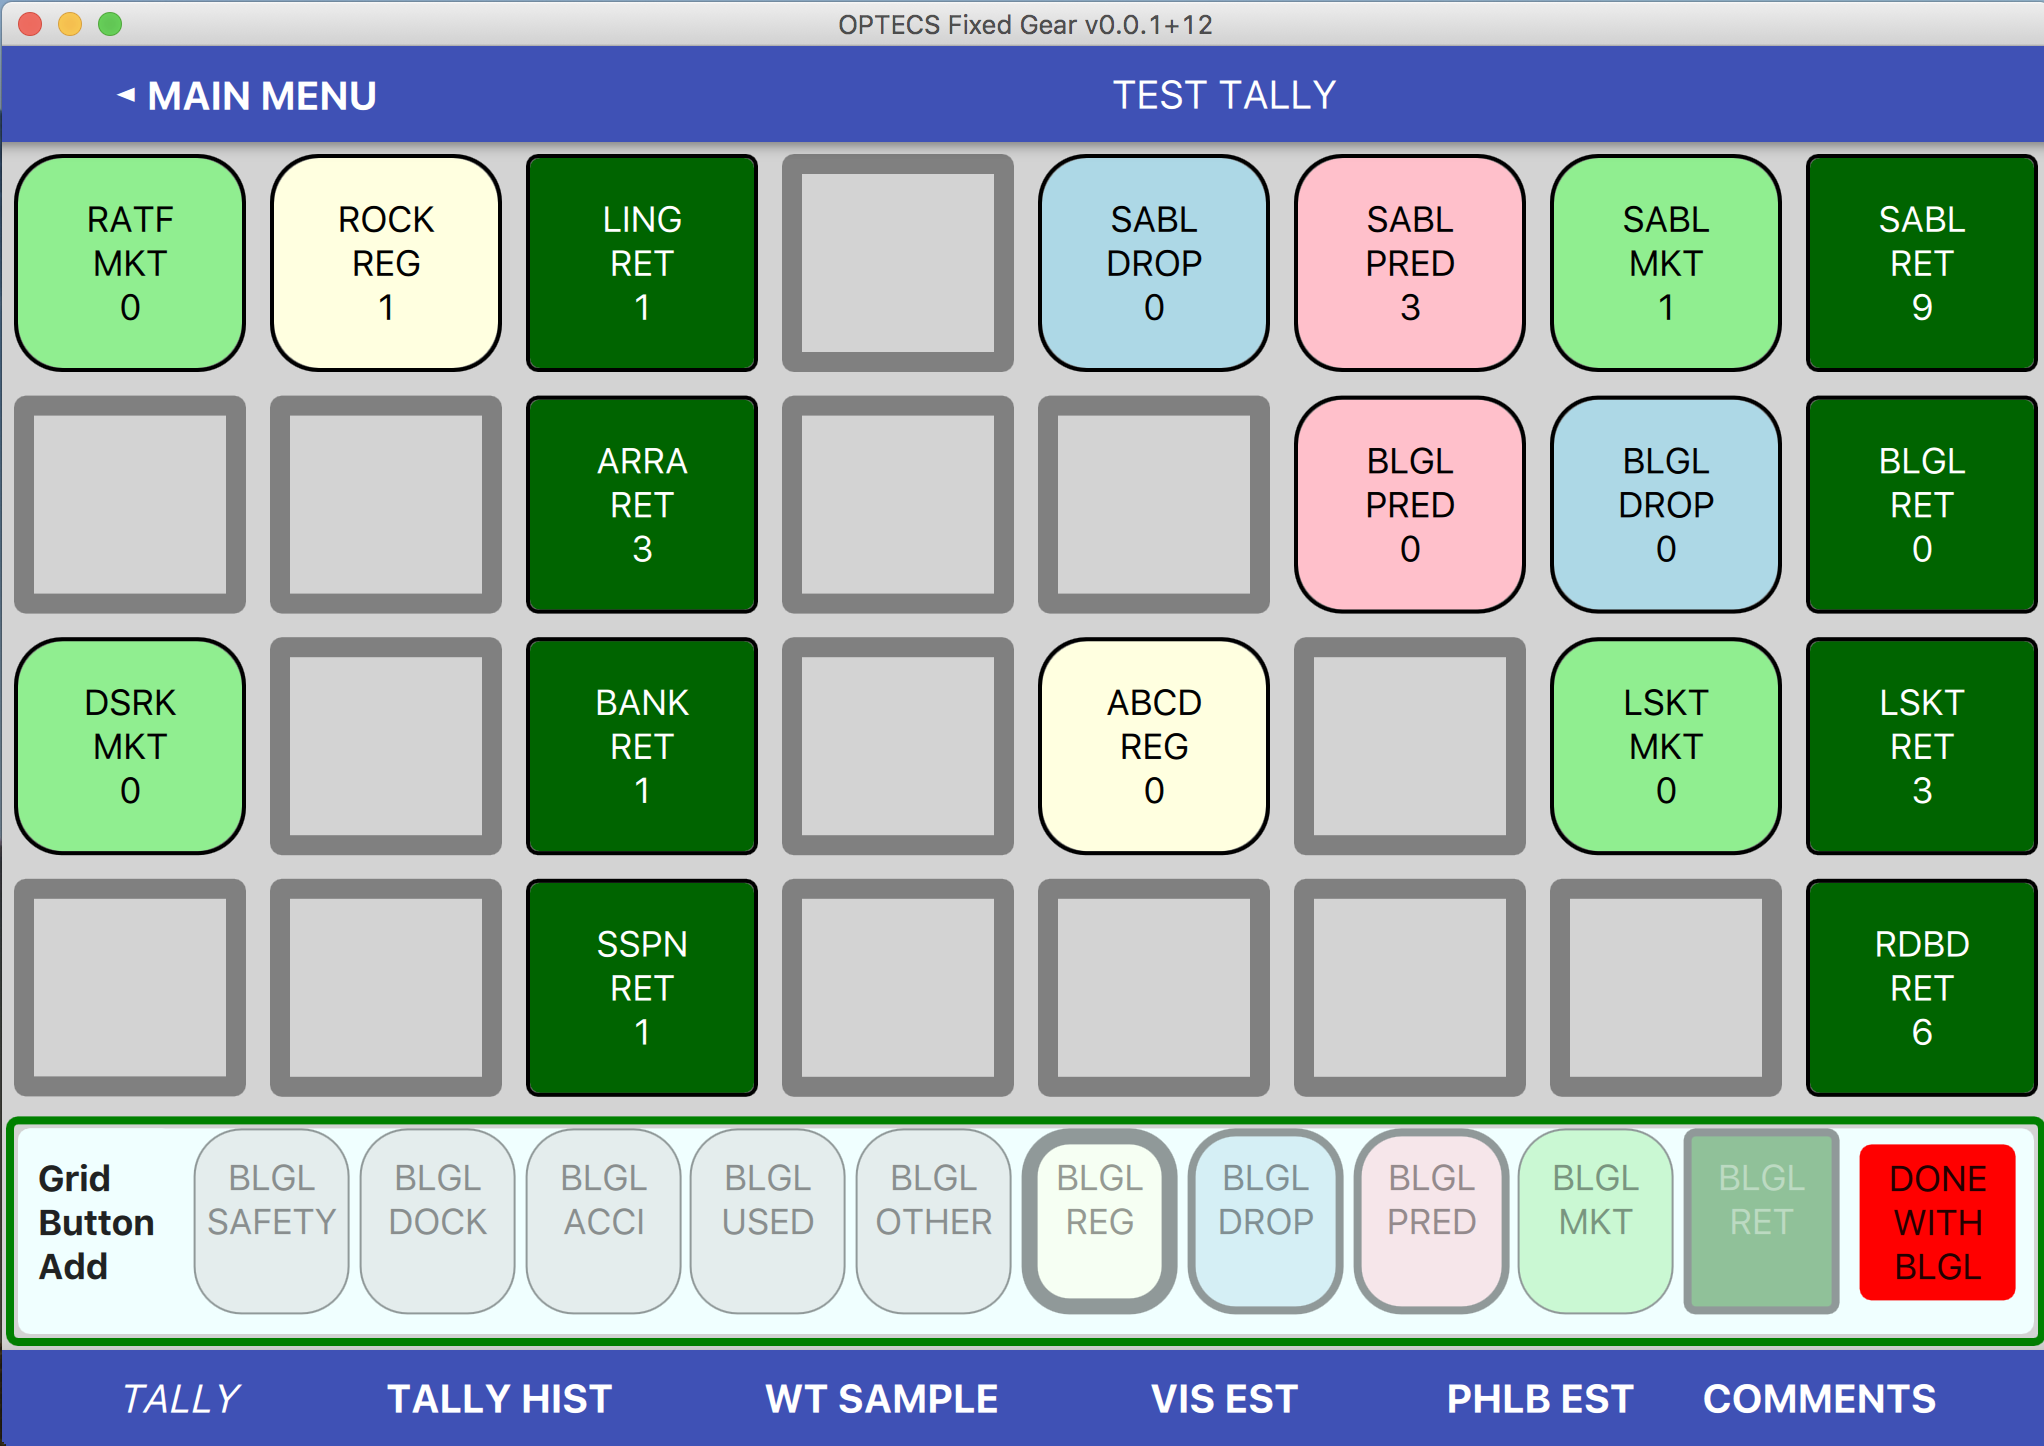 OPTECS Fixed Gear v0.0.1+12
◄ MAIN MENU
TEST TALLY
RATF
MKT
0
ROCK
REG
1
LING
RET
1
SABL
DROP
0
SABL
PRED
3
SABL
MKT
1
SABL
RET
9
ARRA
RET
3
BLGL
PRED
0
BLGL
DROP
0
BLGL
RET
0
DSRK
MKT
0
BANK
RET
1
ABCD
REG
0
LSKT
MKT
0
LSKT
RET
3
SSPN
RET
1
RDBD
RET
6
Grid
Button
Add
BLGL
SAFETY
BLGL
DOCK
BLGL
ACCI
BLGL
USED
BLGL
OTHER
BLGL
REG
BLGL
DROP
BLGL
PRED
BLGL
MKT
BLGL
RET
DONE
WITH
BLGL
TALLY
TALLY HIST
WT SAMPLE
VIS EST
PHLB EST
COMMENTS